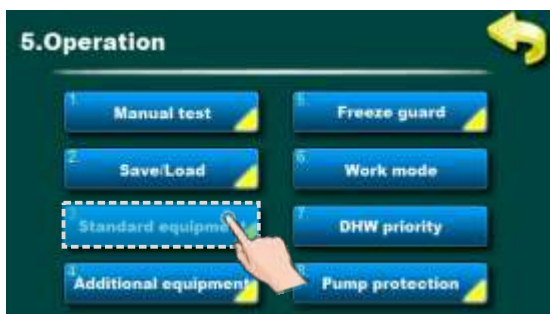 5.Operation
1 Manual test
5 Freeze guard
2 Save/Load
6 Work mode
3 Standard equipment
7 DHW priority
4 Additional equipment
8 Pump protection